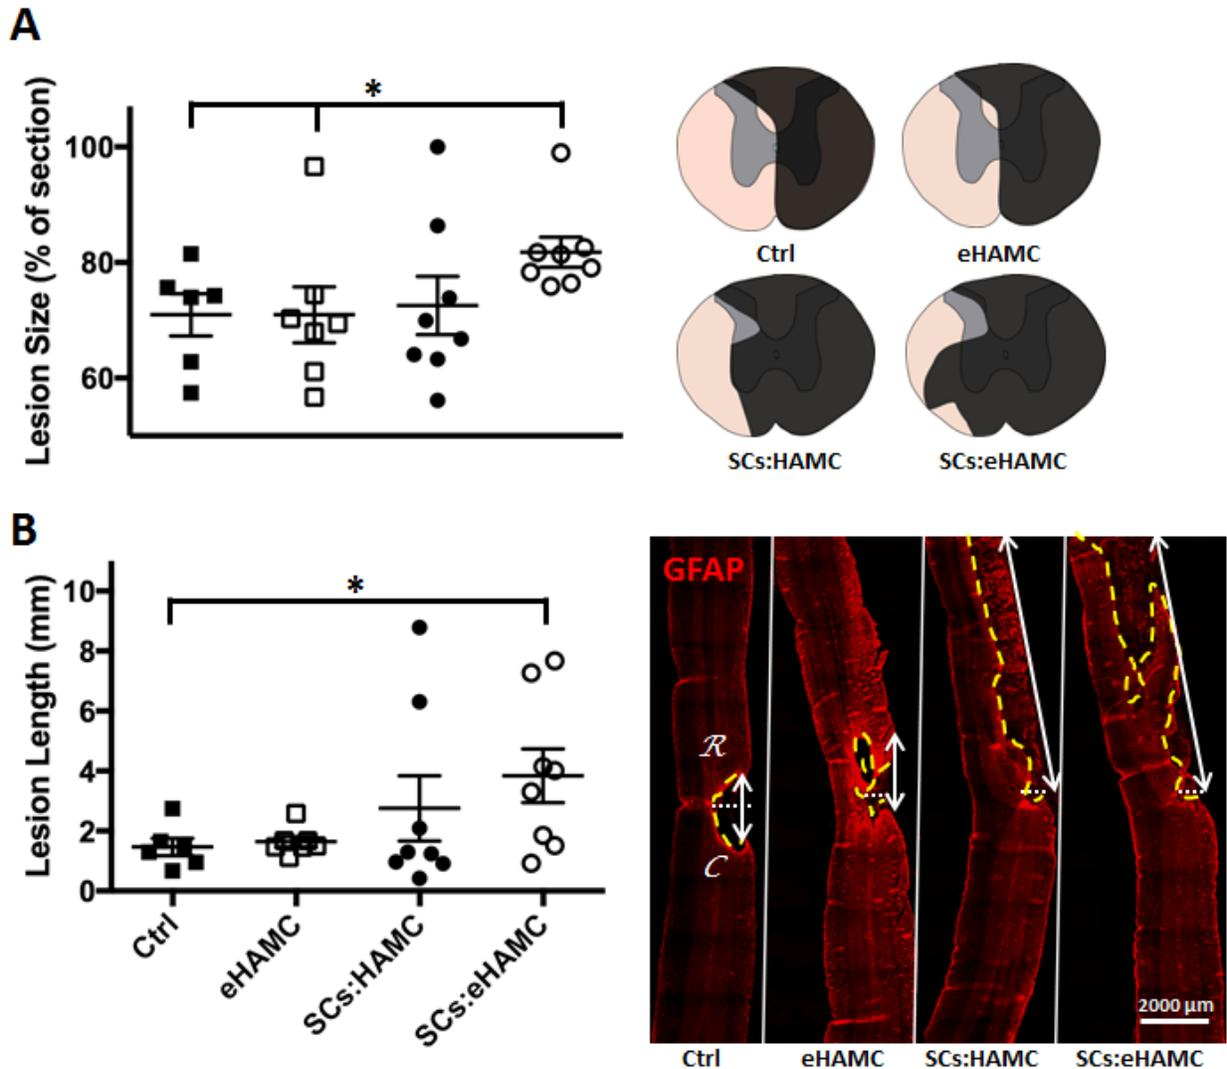 A
Lesion Size (% of section)
100
80
60
*
Ctrl
eHAMC
SCs:HAMC
SCs:eHAMC
B
Lesion Length (mm)
10
8
6
4
2
0
*
Ctrl
eHAMC
SCs:HAMC
SCs:eHAMC
GFAP
R
C
2000 µm
Ctrl
eHAMC
SCs:HAMC
SCs:eHAMC